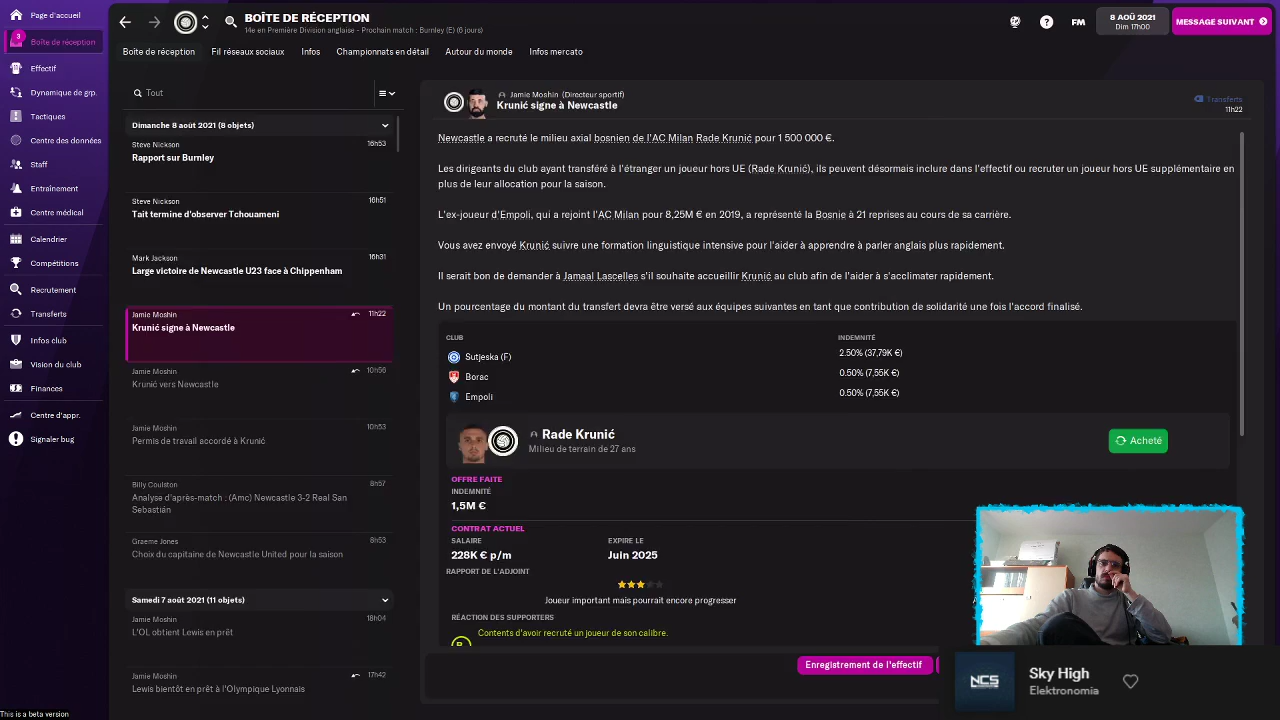 Page d'accueil
3
Boîte de réception
Effectif
Dynamique de grp.
Tactiques
Centre des données
Staff
Entraînement
Centre médical
Calendrier
Compétitions
Recrutement
Transferts
Infos club
Vision du club
Finances
Centre d'appr.
Signaler bug
This is a beta version
BOÎTE DE RÉCEPTION
14e en Première Division anglaise - Prochain match : Burnley (E) (6 jours)
FM
8 AOÛ 2021
Dim 17h00
MESSAGE SUIVANT
Boîte de réception
Fil réseaux sociaux
Infos
Championnats en détail
Autour du monde
Infos mercato
Tout
Dimanche 8 août 2021 (8 objets)
Steve Nickson 16h53
Rapport sur Burnley
Steve Nickson 16h51
Tait termine d'observer Tchouameni
Mark Jackson 16h31
Large victoire de Newcastle U23 face à Chippenham
Jamie Moshin 11h22
Krunić signe à Newcastle
Jamie Moshin 10h56
Krunić vers Newcastle
Jamie Moshin 10h53
Permis de travail accordé à Krunić
Billy Coulston 8h57
Analyse d'après-match : (Amc) Newcastle 3-2 Real San
Sebastián
Graeme Jones 8h53
Choix du capitaine de Newcastle United pour la saison
Samedi 7 août 2021 (11 objets)
Jamie Moshin 18h04
L'OL obtient Lewis en prêt
Jamie Moshin 17h42
Lewis bientôt en prêt à l'Olympique Lyonnais
Jamie Moshin (Directeur sportif)
Krunić signe à Newcastle
Transferts
11h22
Newcastle a recruté le milieu axial bosnien de l'AC Milan Rade Krunić pour 1 500 000 €.
Les dirigeants du club ayant transféré à l'étranger un joueur hors UE (Rade Krunić), ils peuvent désormais inclure dans l'effectif ou recruter un joueur hors UE supplémentaire en
plus de leur allocation pour la saison.
L'ex-joueur d'Empoli, qui a rejoint l'AC Milan pour 8,25M € en 2019, a représenté la Bosnie à 21 reprises au cours de sa carrière.
Vous avez envoyé Krunić suivre une formation linguistique intensive pour l'aider à apprendre à parler anglais plus rapidement.
Il serait bon de demander à Jamaal Lascelles s'il souhaite accueillir Krunić au club afin de l'aider à s'acclimater rapidement.
Un pourcentage du montant du transfert devra être versé aux équipes suivantes en tant que contribution de solidarité une fois l'accord finalisé.
CLUB INDEMNITÉ
Sutjeska (F) 2.50% (37,79K €)
Borac 0.50% (7,55K €)
Empoli 0.50% (7,55K €)
Rade Krunić
Milieu de terrain de 27 ans
Acheté
OFFRE FAITE
INDEMNITÉ
1,5M €
CONTRAT ACTUEL
SALAIRE EXPIRE LE
228K € p/m Juin 2025
RAPPORT DE L'ADJOINT
Joueur important mais pourrait encore progresser
RÉACTION DES SUPPORTERS
Contents d'avoir recruté un joueur de son calibre.
Enregistrement de l'effectif
NCS
Sky High
Elektronomia